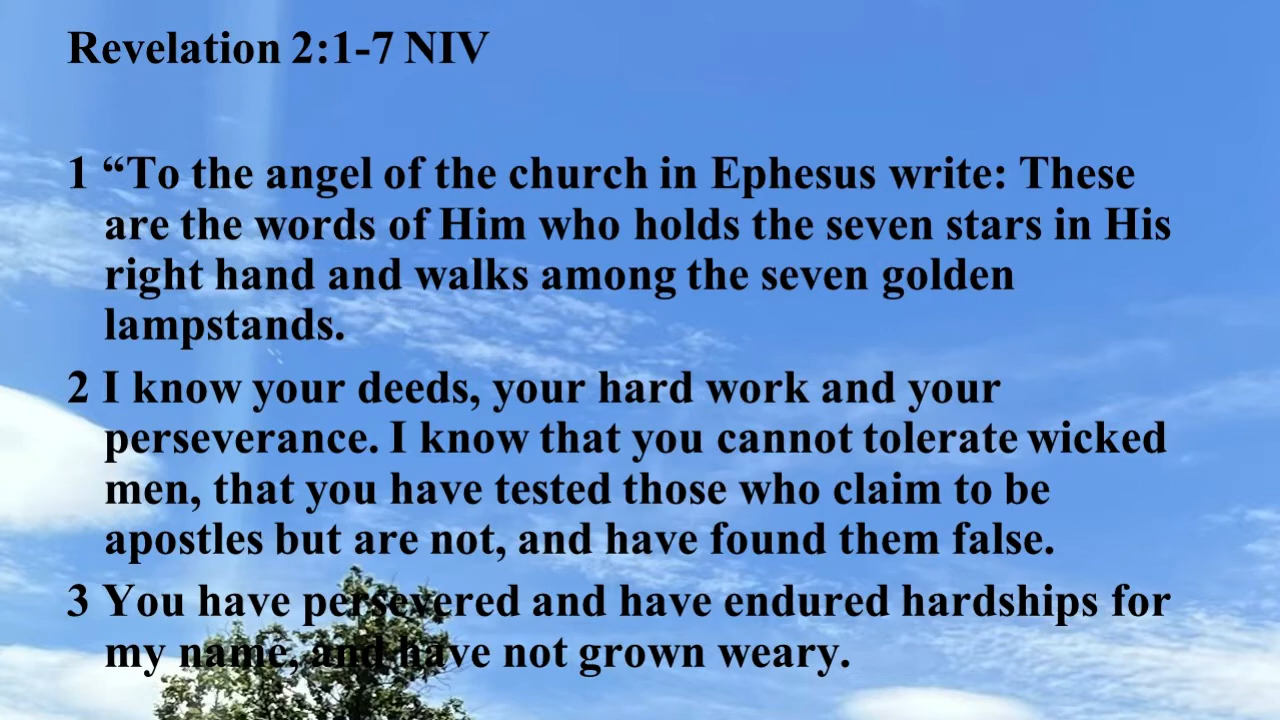 Revelation 2:1-7 NIV
1 “To the angel of the church in Ephesus write: These
are the words of Him who holds the seven stars in His
right hand and walks among the seven golden
lampstands.
2 I know your deeds, your hard work and your
perseverance. I know that you cannot tolerate wicked
men, that you have tested those who claim to be
apostles but are not, and have found them false.
3 You have persevered and have endured hardships for
my name, and have not grown weary.